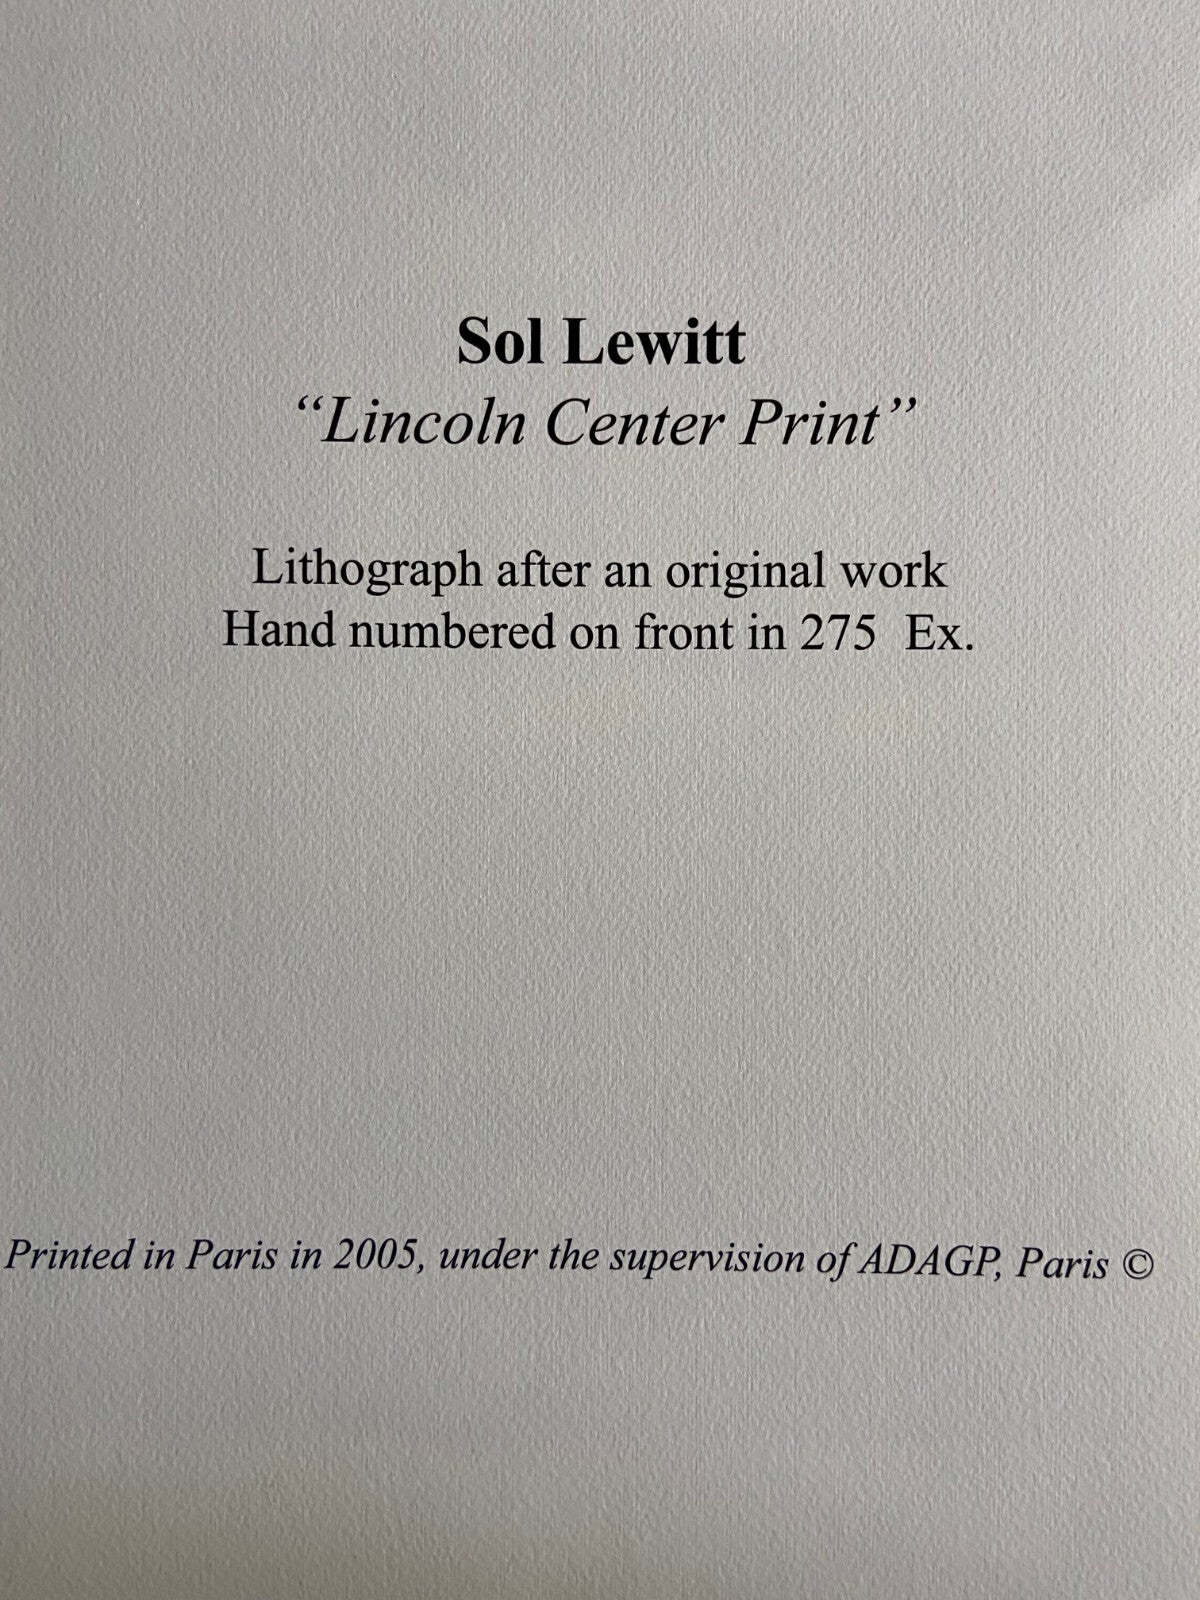 Sol Lewitt
“Lincoln Center Print”
Lithograph after an original work
Hand numbered on front in 275 Ex.
Printed in Paris in 2005, under the supervision of ADAGP, Paris ©